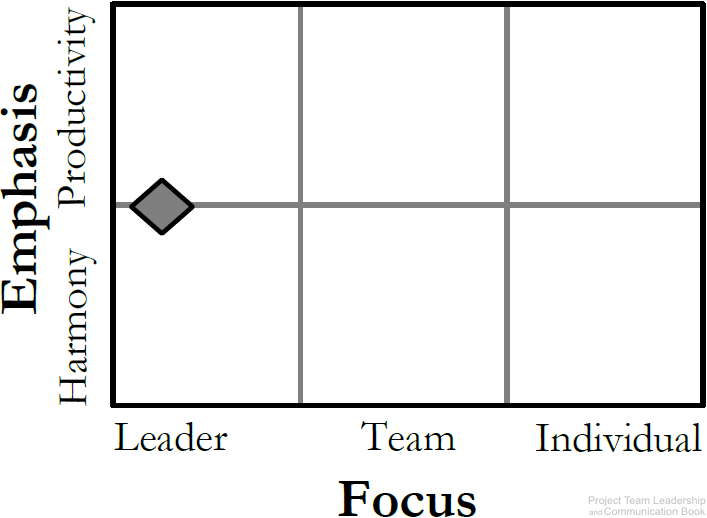 Emphasis
Productivity
Harmony
Leader
Team
Individual
Focus
Project Team Leadership
and Communication Book